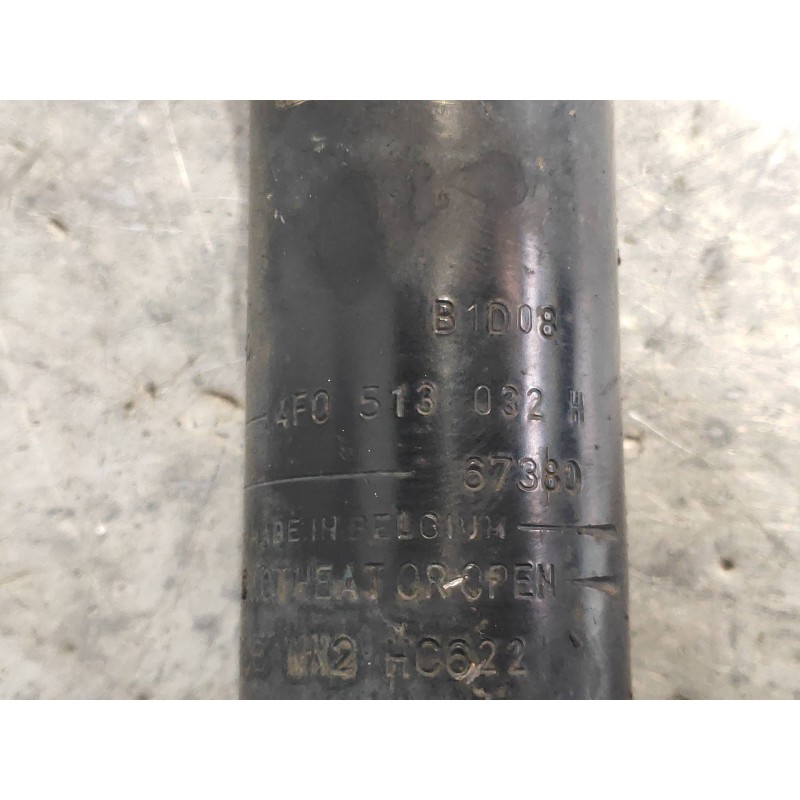 B1D08
4F0 513 032 H
67380
MADE IN BELGIUM
NOT HEAT OR OPEN
HC622